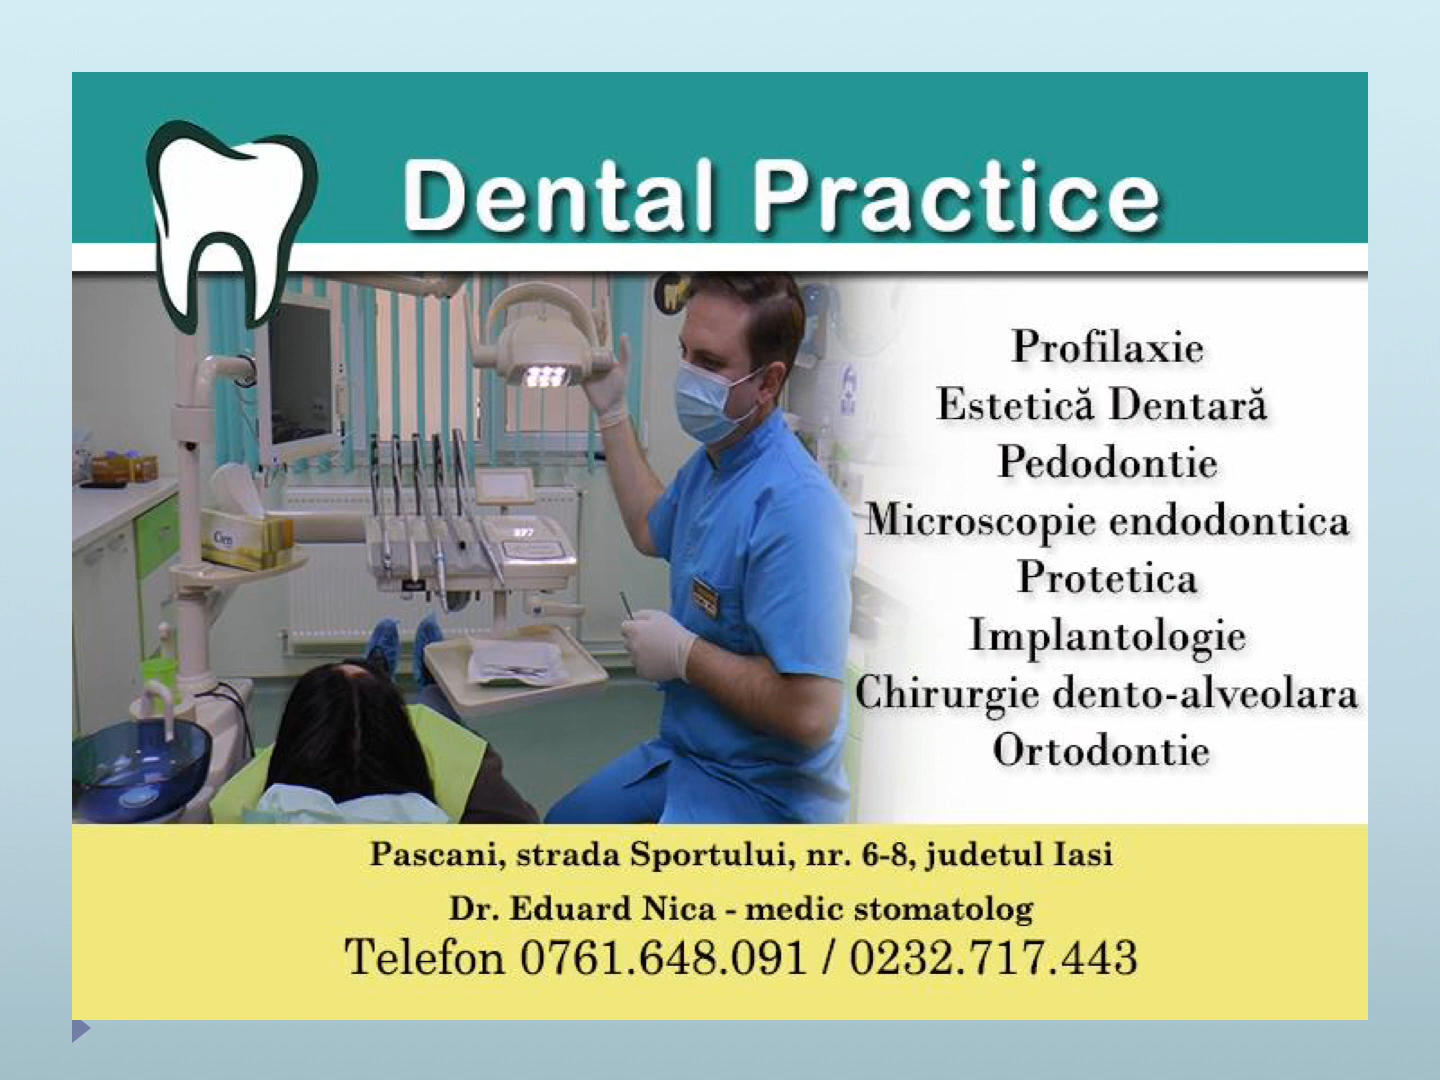 Dental Practice
Profilaxie
Estetică Dentară
Pedodontie
Microscopie endodontica
Protetica
Implantologie
Chirurgie dento-alveolara
Ortodontie
Pascani, strada Sportului, nr. 6-8, judetul Iasi
Dr. Eduard Nica - medic stomatolog
Telefon 0761.648.091 / 0232.717.443